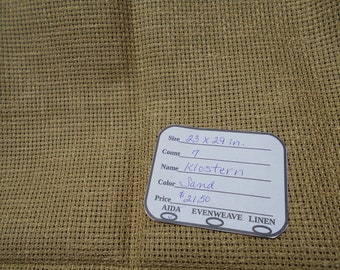 Size 23 x 29 in.
Count 7
Name Klostern
Color Sand
Price $21.50
AIDA EVENWEAVE LINEN